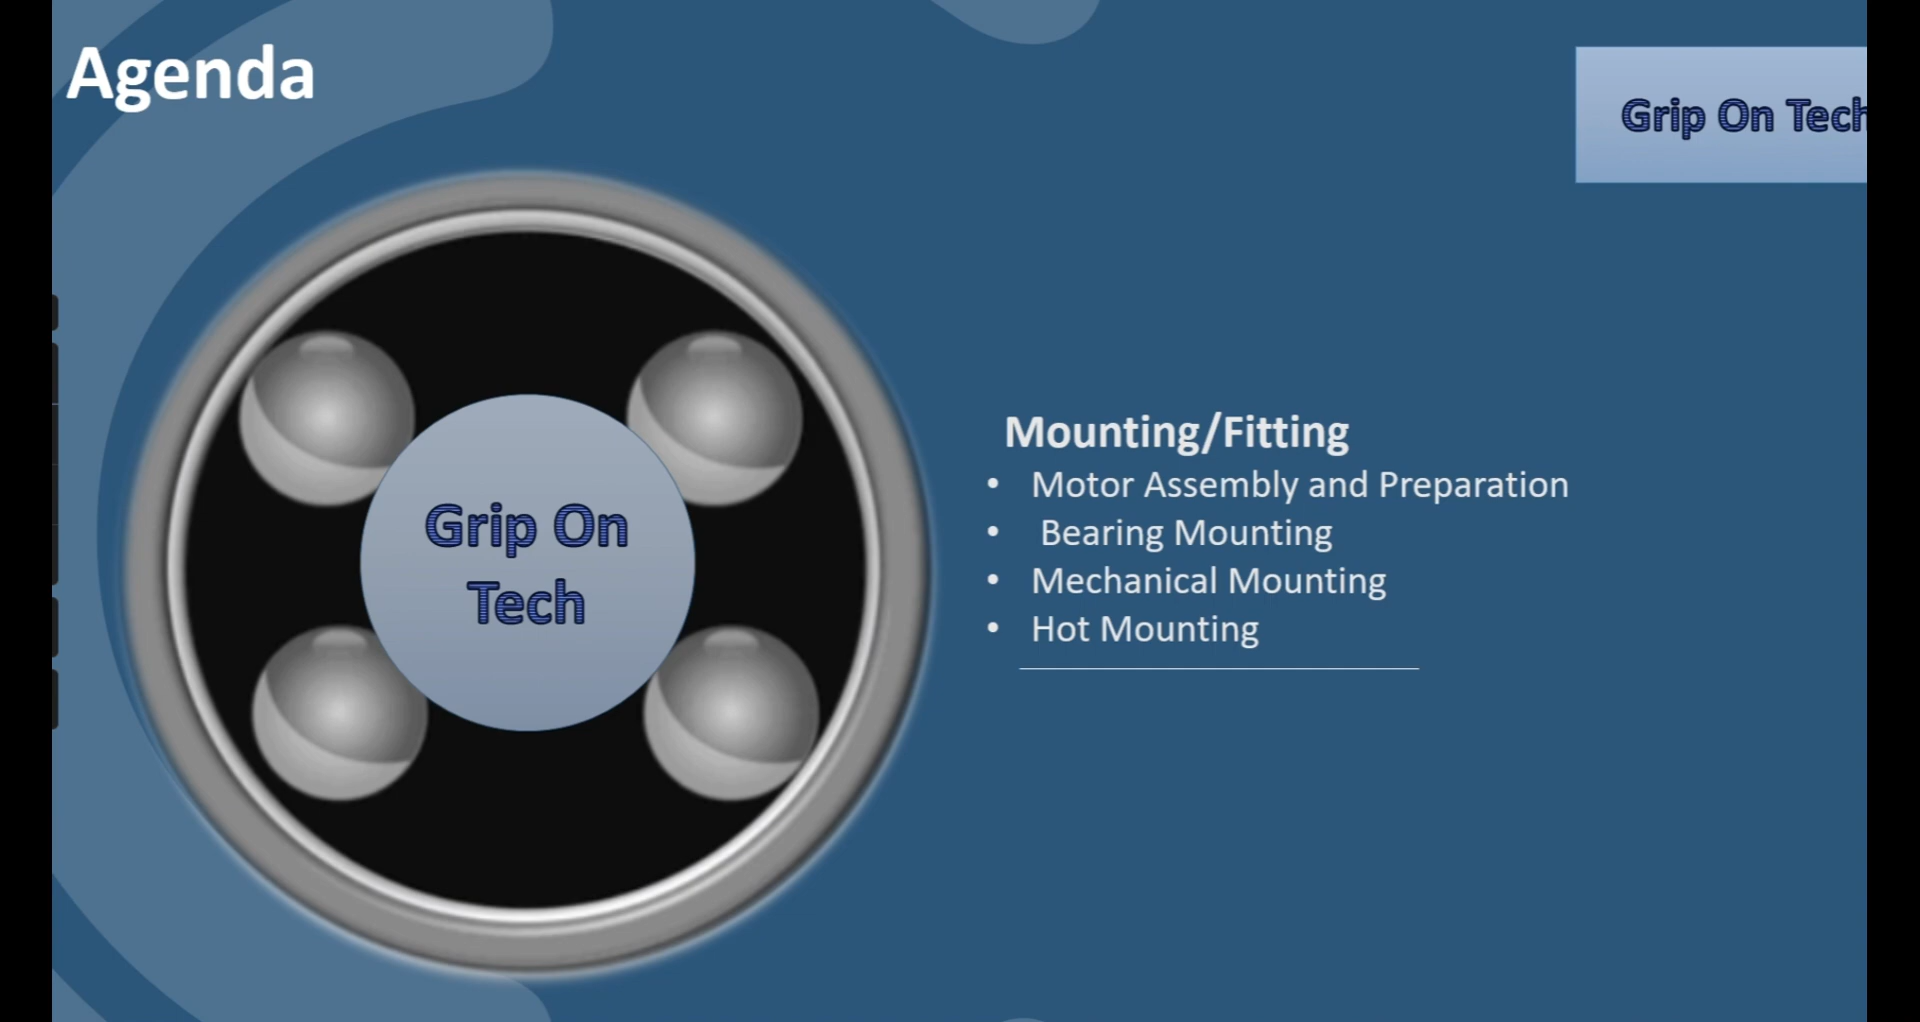 Agenda
Grip On Tech
Grip On
Tech
Mounting/Fitting
• Motor Assembly and Preparation
• Bearing Mounting
• Mechanical Mounting
• Hot Mounting